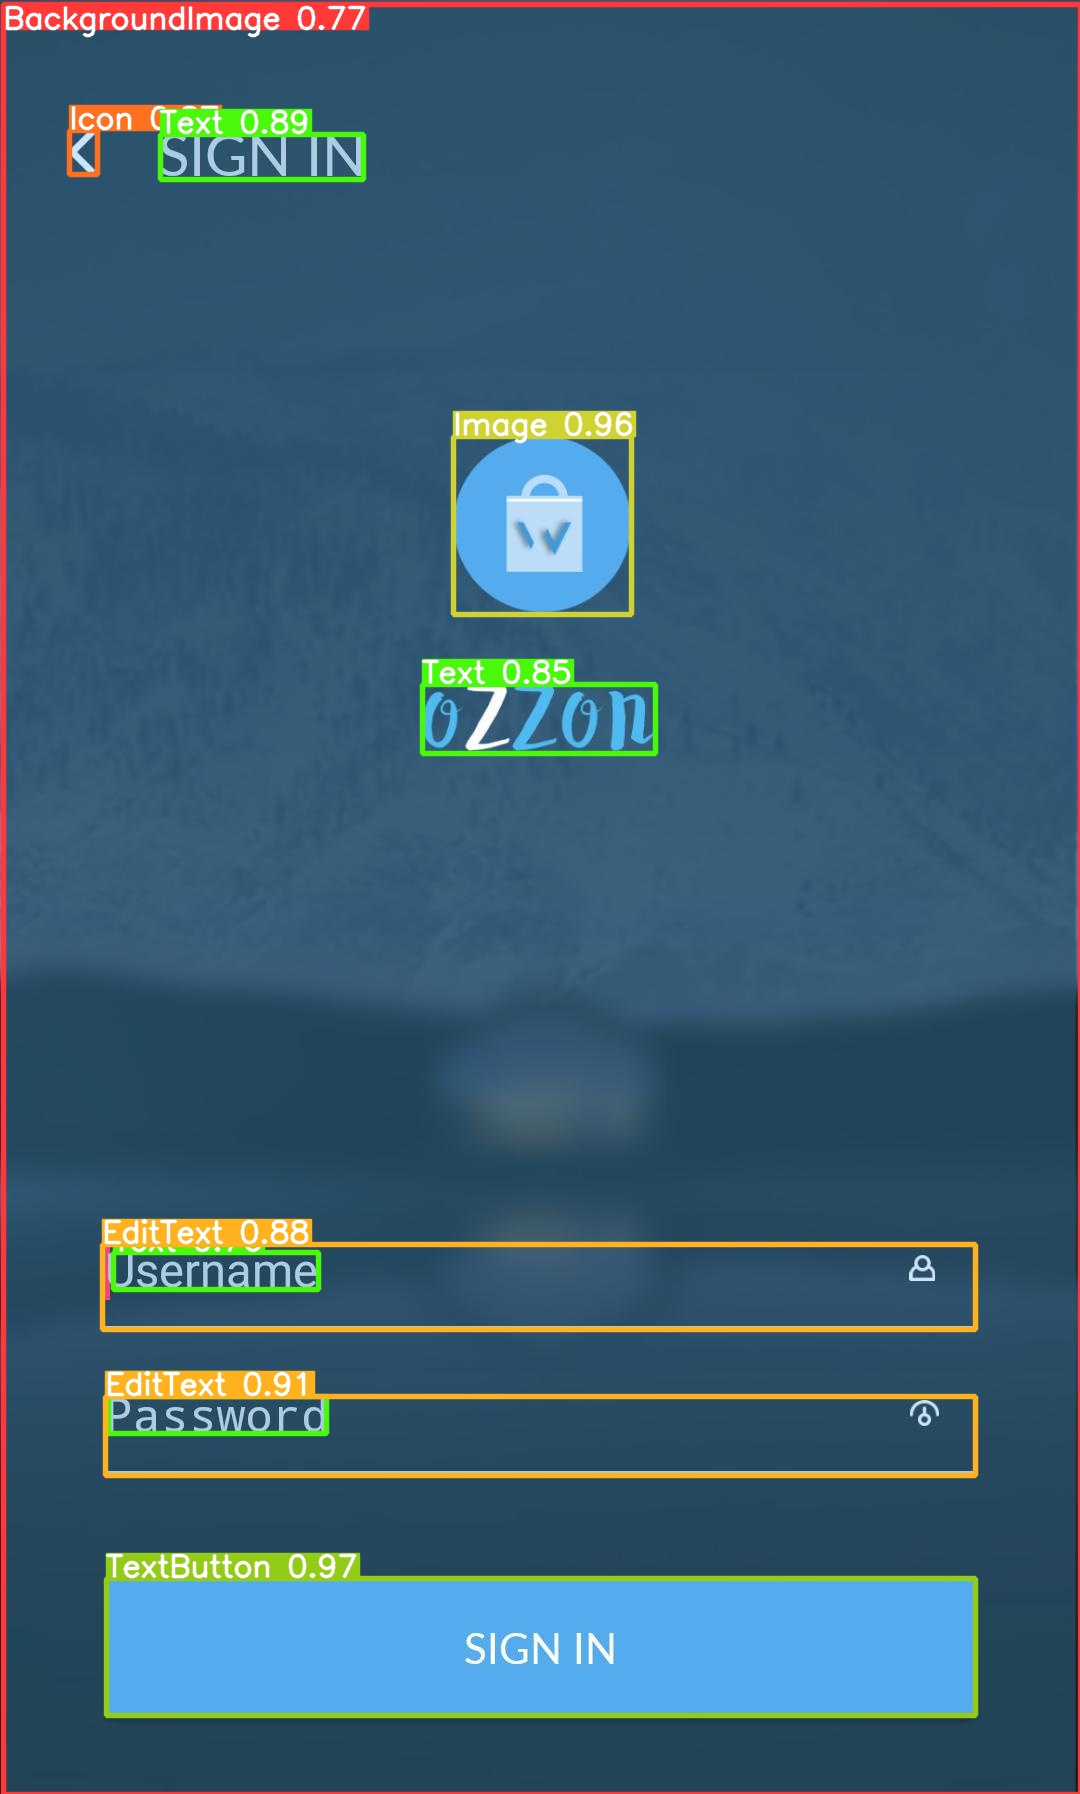 BackgroundImage 0.77
Icon
Text 0.89
SIGN IN
Image 0.96
Text 0.85
oZZon
EditText 0.88
Username
EditText 0.91
Password
TextButton 0.97
SIGN IN